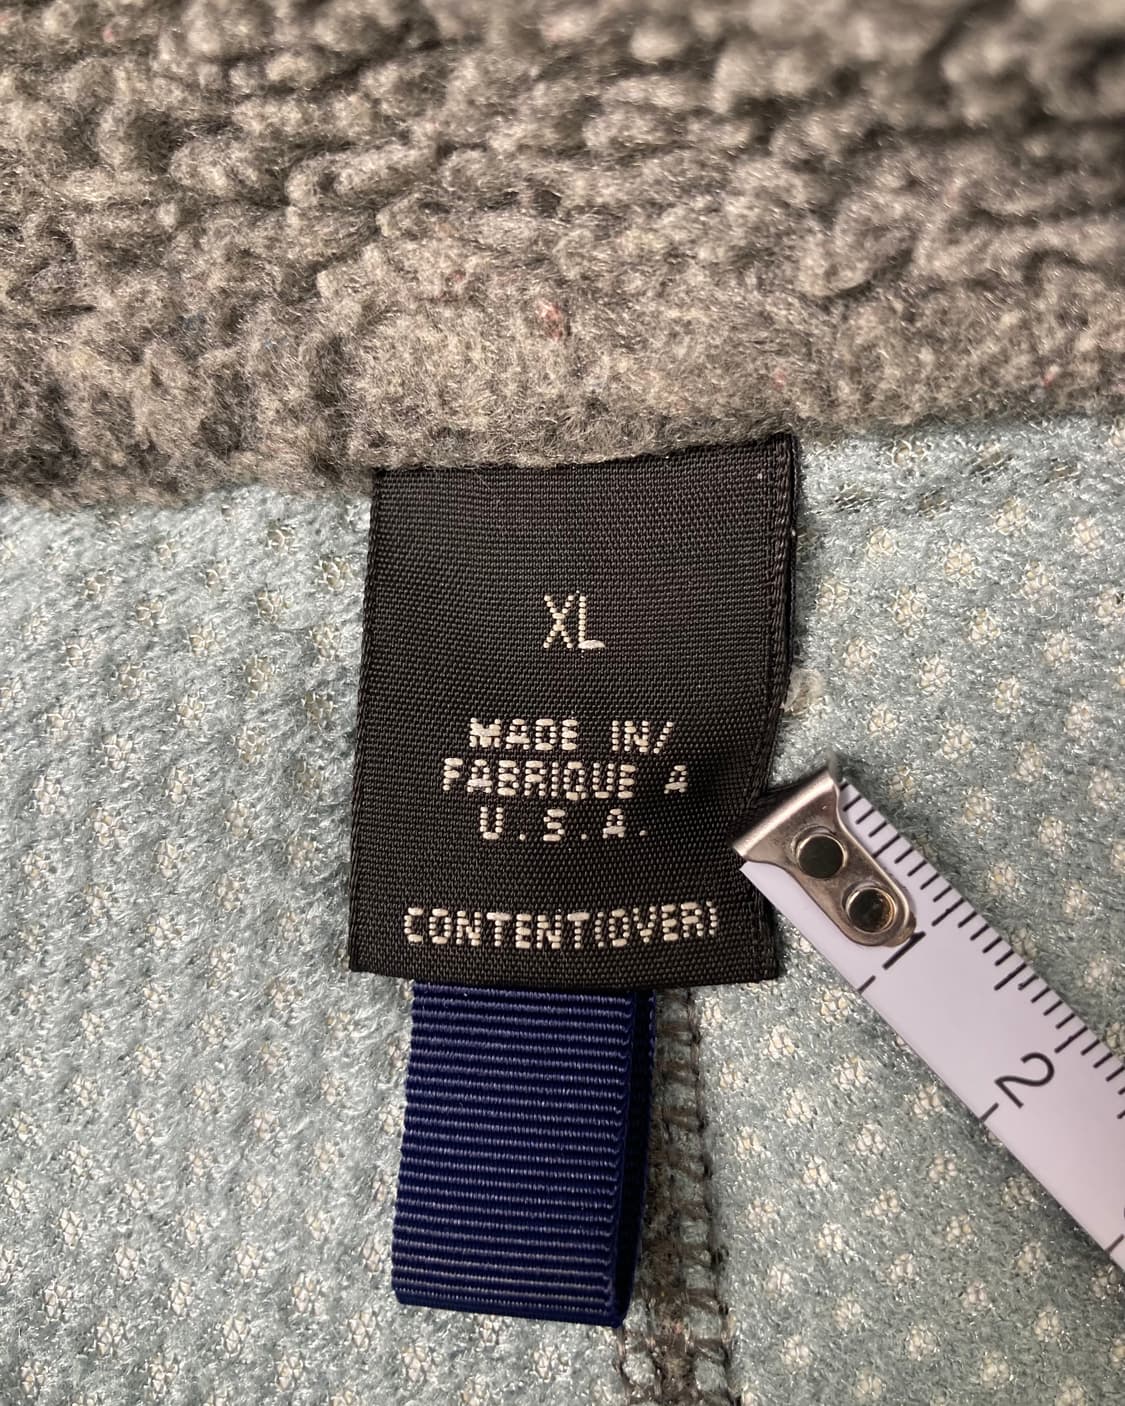 XL
MADE IN/
FABRIQUE A
U.S.A.
CONTENT(OVER)
1
2